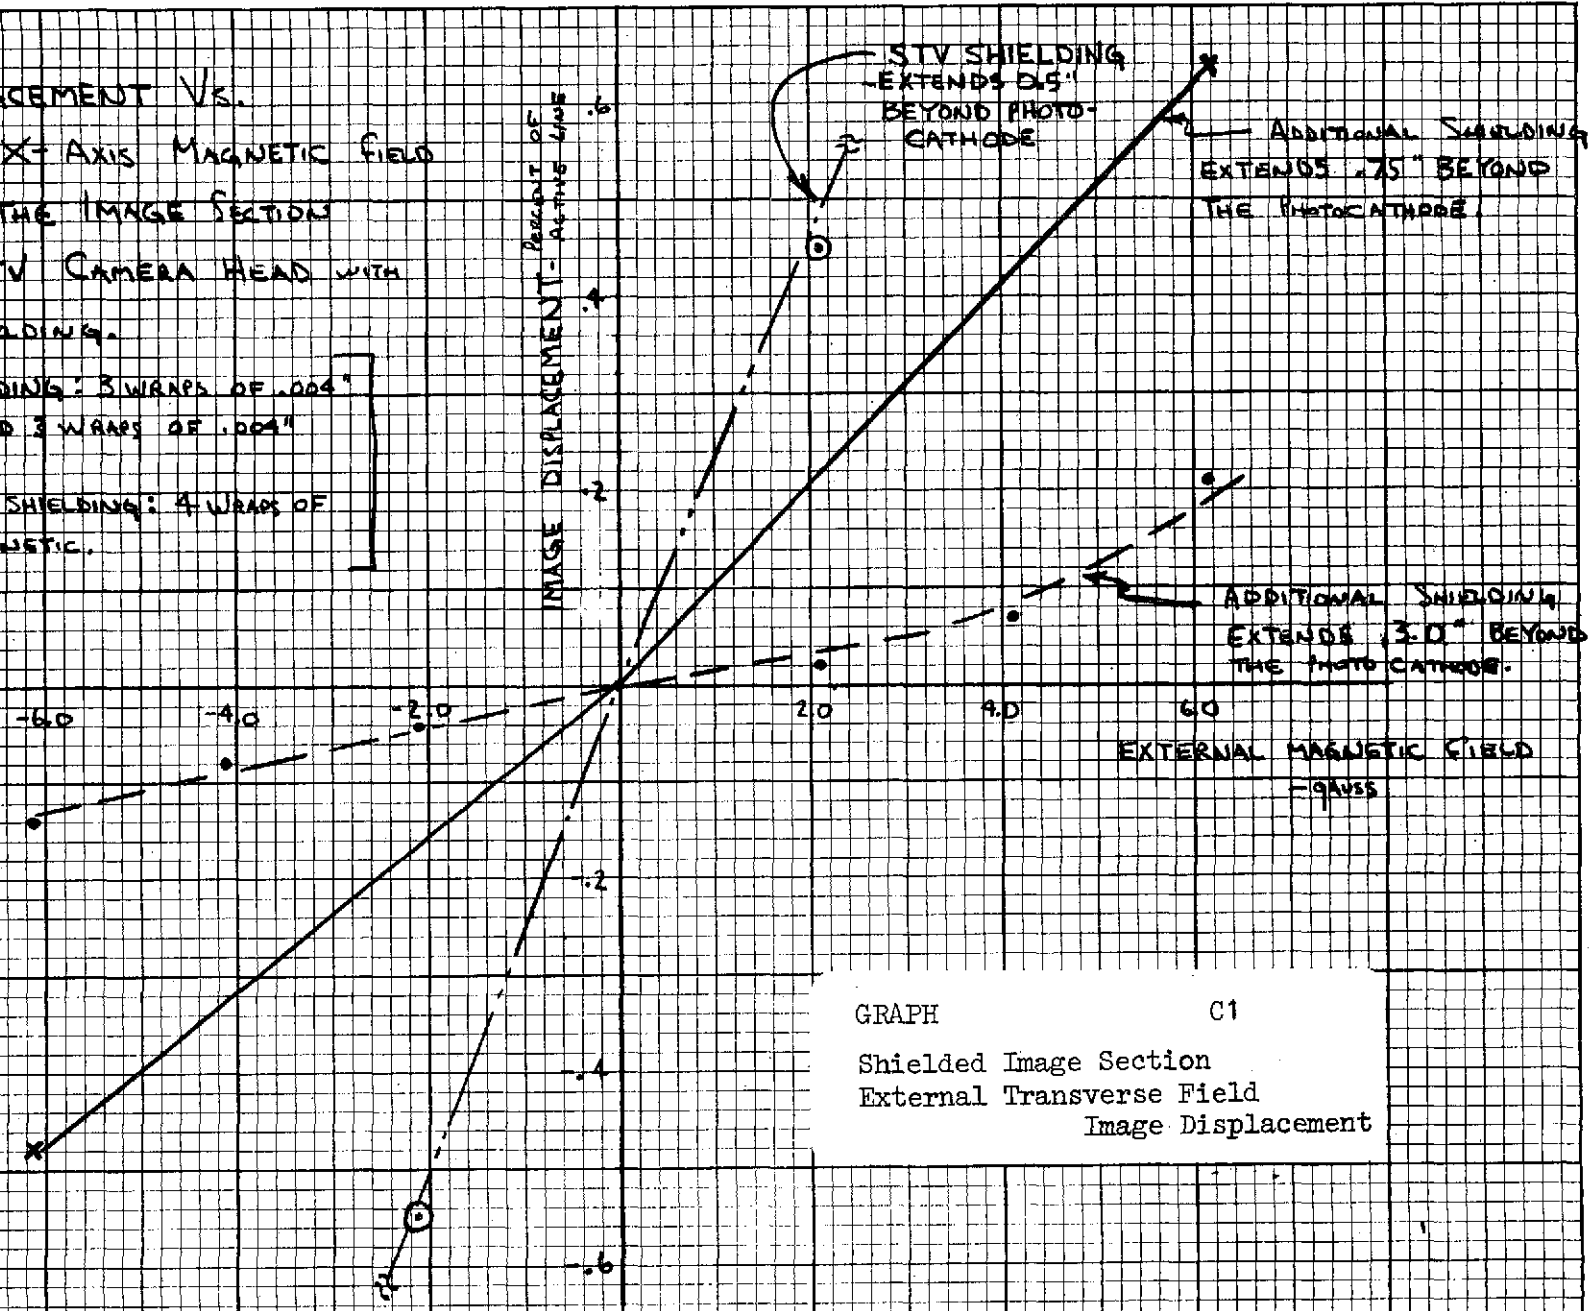 CEMENT VS.
X-AXIS MAGNETIC FIELD
THE IMAGE SECTION
V CAMERA HEAD WITH
LDING.
DING: 3 WRAPS OF .004"
D 3 WRAPS OF .004"
SHIELDING: 4 WRAPS OF
NETIC.
IMAGE DISPLACEMENT - PERCENT OF
ACTIVE LINE
STV SHIELDING
EXTENDS 0.5"
BEYOND PHOTO-
CATHODE
ADDITIONAL SHIELDING
EXTENDS .75" BEYOND
THE PHOTOCATHODE.
ADDITIONAL SHIELDING
EXTENDS 3.0" BEYOND
THE PHOTOCATHODE.
.6
.4
.2
-6.0 -4.0 -2.0 2.0 4.0 6.0
EXTERNAL MAGNETIC FIELD
- gAUSS
-.2
-.4
-.6
GRAPH C1
Shielded Image Section
External Transverse Field
Image Displacement